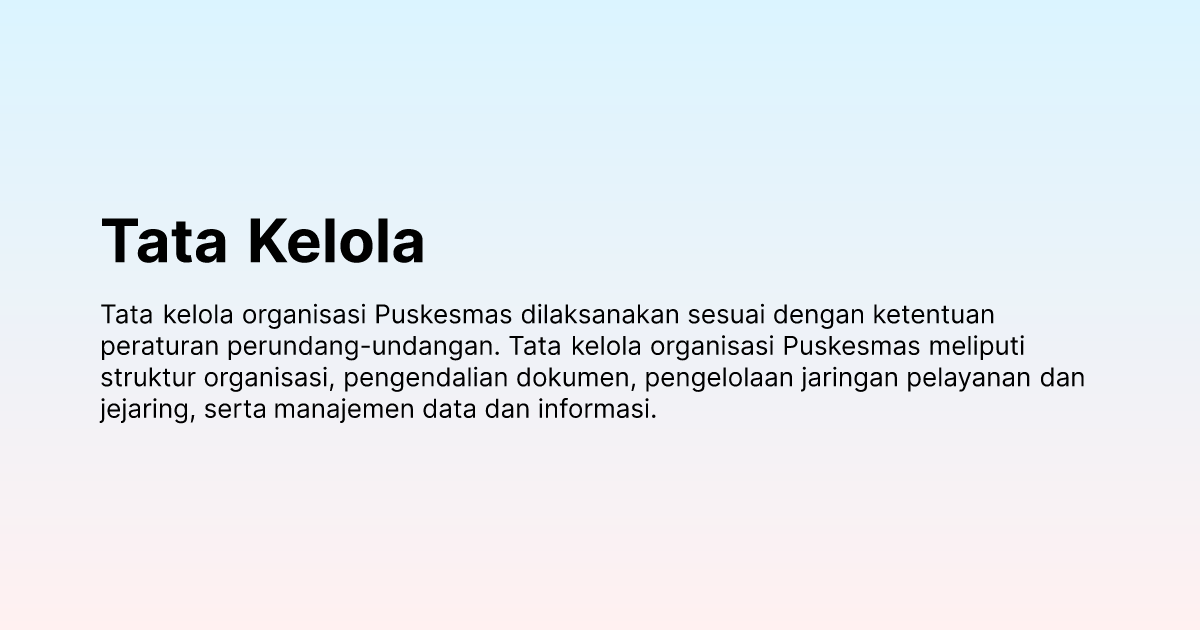 Tata Kelola
Tata kelola organisasi Puskesmas dilaksanakan sesuai dengan ketentuan
peraturan perundang-undangan. Tata kelola organisasi Puskesmas meliputi
struktur organisasi, pengendalian dokumen, pengelolaan jaringan pelayanan dan
jejaring, serta manajemen data dan informasi.